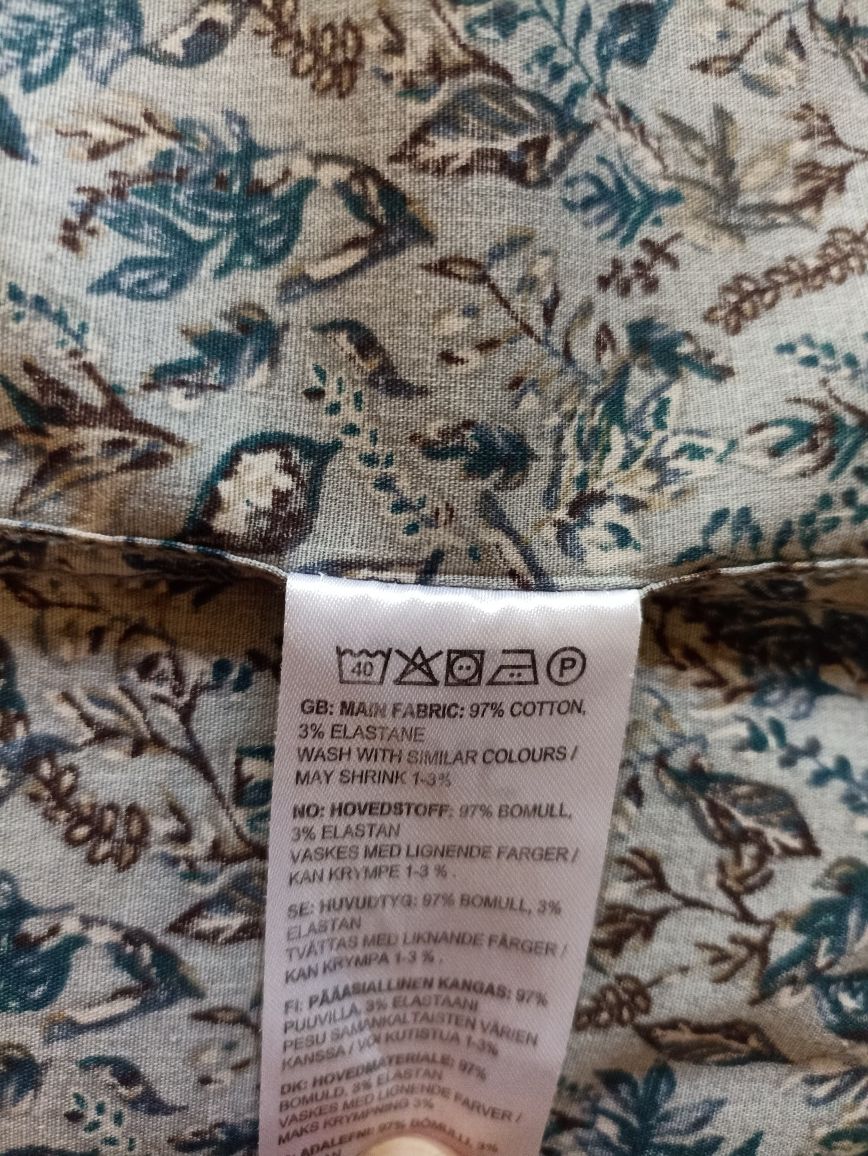 40 P
GB: MAIN FABRIC: 97% COTTON,
3% ELASTANE
WASH WITH SIMILAR COLOURS /
MAY SHRINK 1-3%
NO: HOVEDSTOFF: 97% BOMULL,
3% ELASTAN
VASKES MED LIGNENDE FARGER /
KAN KRYMPE 1-3 % .
SE: HUVUDTYG: 97% BOMULL, 3%
ELASTAN
TVÄTTAS MED LIKNANDE FÄRGER /
KAN KRYMPA 1-3 % .
FI: PÄÄASIALLINEN KANGAS: 97%
PUUVILLA, 3% ELASTAANI
PESU SAMANKALTAISTEN VÄRIEN
KANSSA / VOI KUTISTUA 1-3%
DK: HOVEDMATERIALE: 97%
BOMULD, 3% ELASTAN
VASKES MED LIGNENDE FARVER /
MAKS KRYMPNING 3%
97% BÓMULL, 3%